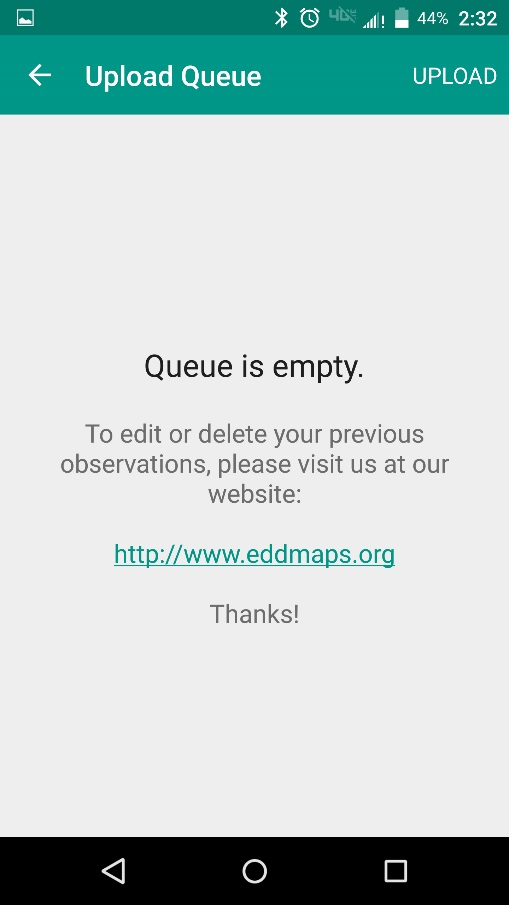 44% 2:32
Upload Queue UPLOAD
Queue is empty.
To edit or delete your previous
observations, please visit us at our
website:
http://www.eddmaps.org
Thanks!